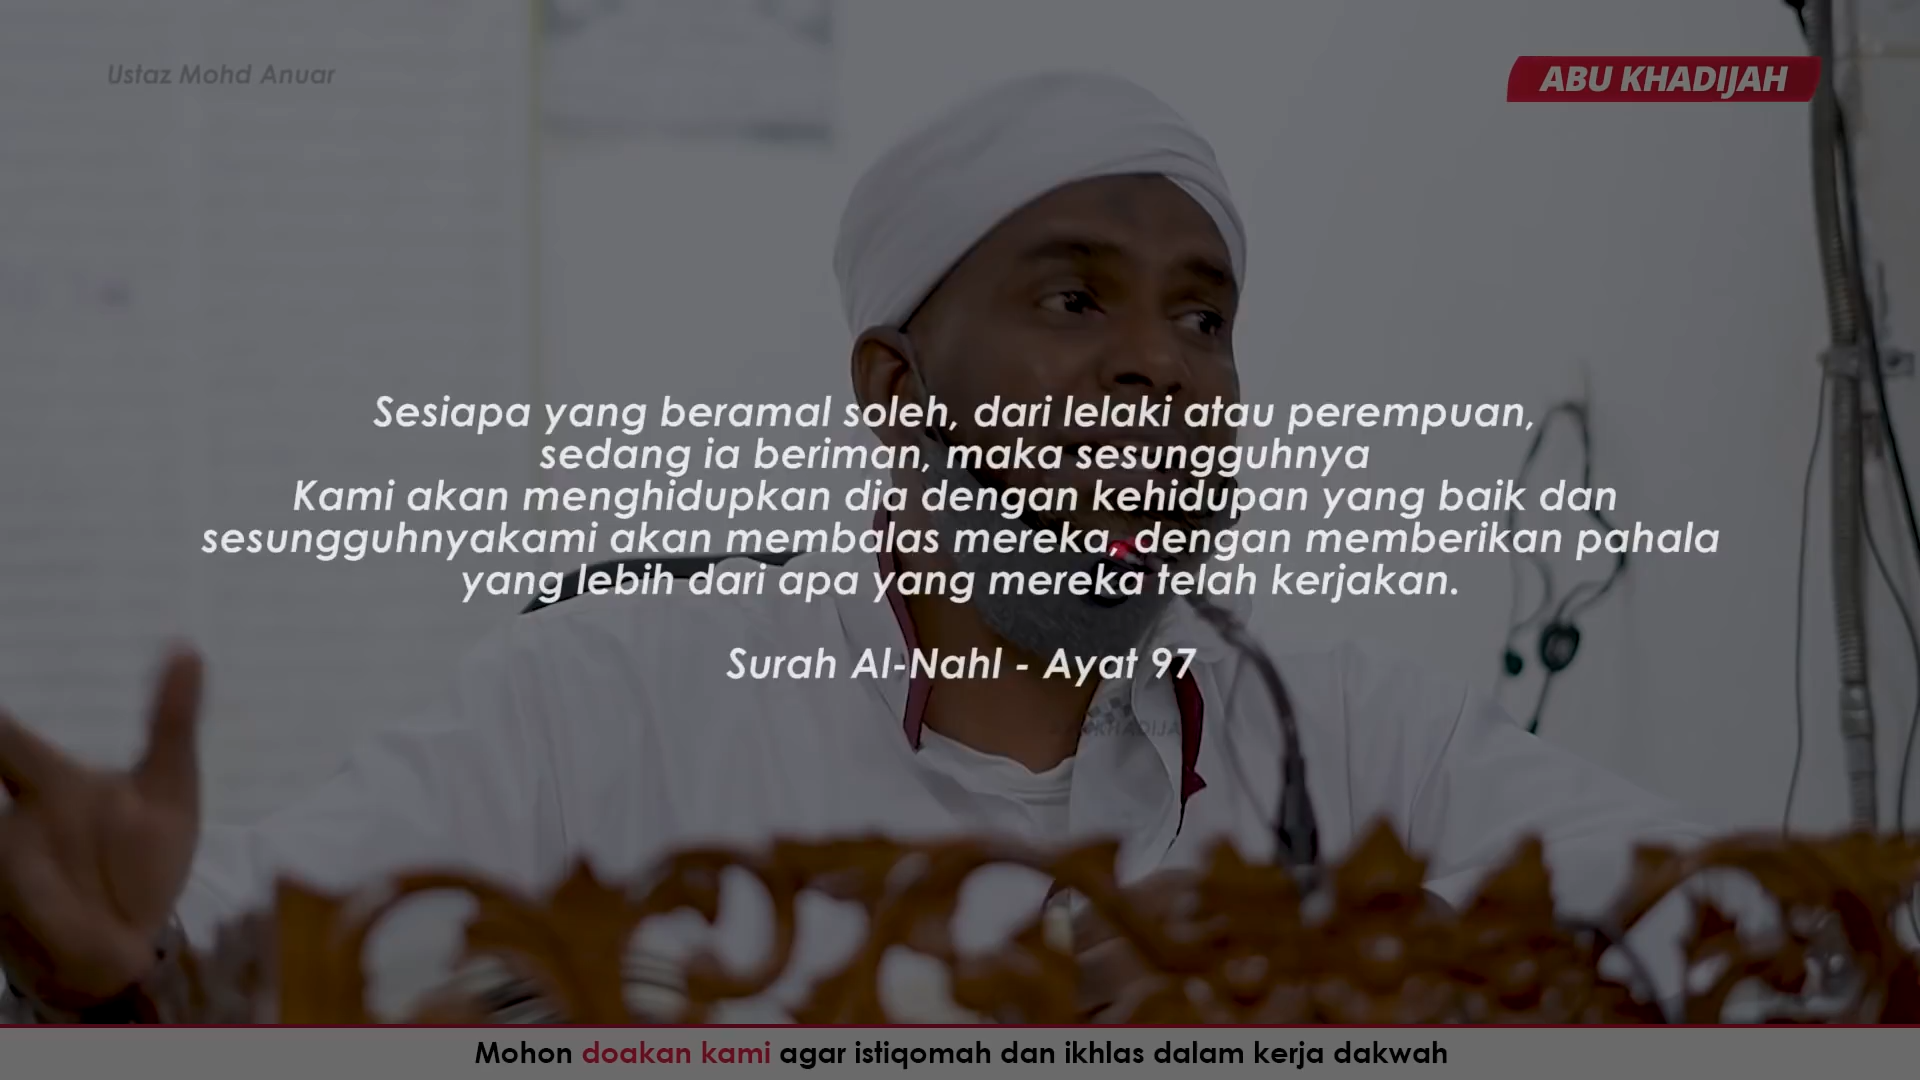 Ustaz Mohd Anuar
ABU KHADIJAH
Sesiapa yang beramal soleh, dari lelaki atau perempuan,
sedang ia beriman, maka sesungguhnya
Kami akan menghidupkan dia dengan kehidupan yang baik dan
sesungguhnyakami akan membalas mereka, dengan memberikan pahala
yang lebih dari apa yang mereka telah kerjakan.
Surah Al-Nahl - Ayat 97
Mohon doakan kami agar istiqomah dan ikhlas dalam kerja dakwah